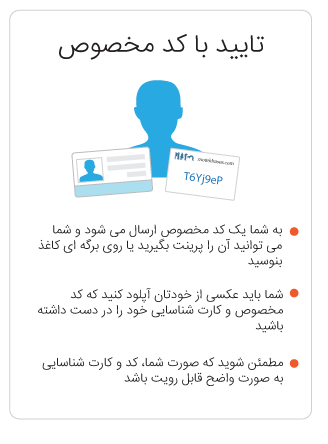 تایید با کد مخصوص
T6Yj9eP
به شما یک کد مخصوص ارسال می شود و شما
می توانید آن را پرینت بگیرید یا روی برگه ای کاغذ
بنوسید
شما باید عکسی از خودتان آپلود کنید که کد
مخصوص و کارت شناسایی خود را در دست داشته
باشید
مطمئن شوید که صورت شما، کد و کارت شناسایی
به صورت واضح قابل رویت باشد